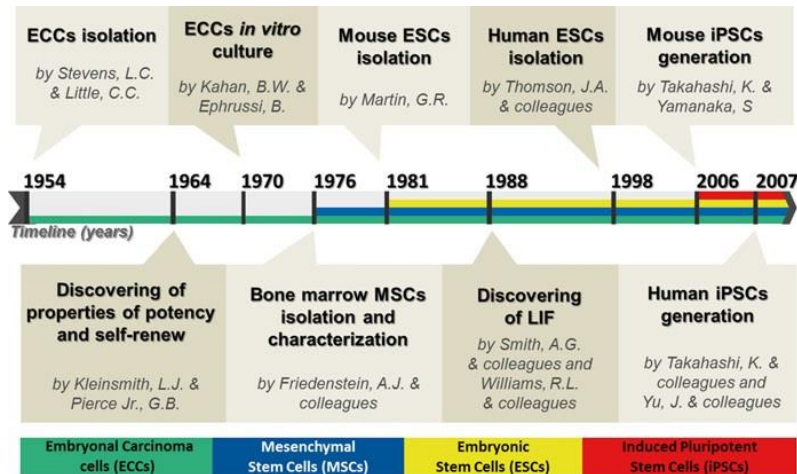 ECCs isolation
by Stevens, L.C.
& Little, C.C.
ECCs in vitro
culture
by Kahan, B.W. &
Ephrussi, B.
Mouse ESCs
isolation
by Martin, G.R.
Human ESCs
isolation
by Thomson, J.A.
& colleagues
Mouse iPSCs
generation
by Takahashi, K. &
Yamanaka, S
1954
1964
1970
1976
1981
1988
1998
2006
2007
Timeline (years)
Discovering of
properties of potency
and self-renew
by Kleinsmith, L.J. &
Pierce Jr., G.B.
Bone marrow MSCs
isolation and
characterization
by Friedenstein, A.J. &
colleagues
Discovering
of LIF
by Smith, A.G.
& colleagues and
Williams, R.L.
& colleagues
Human iPSCs
generation
by Takahashi, K. &
colleagues and
Yu, J. & colleagues
Embryonal Carcinoma
cells (ECCs)
Mesenchymal
Stem Cells (MSCs)
Embryonic
Stem Cells (ESCs)
Induced Pluripotent
Stem Cells (iPSCs)